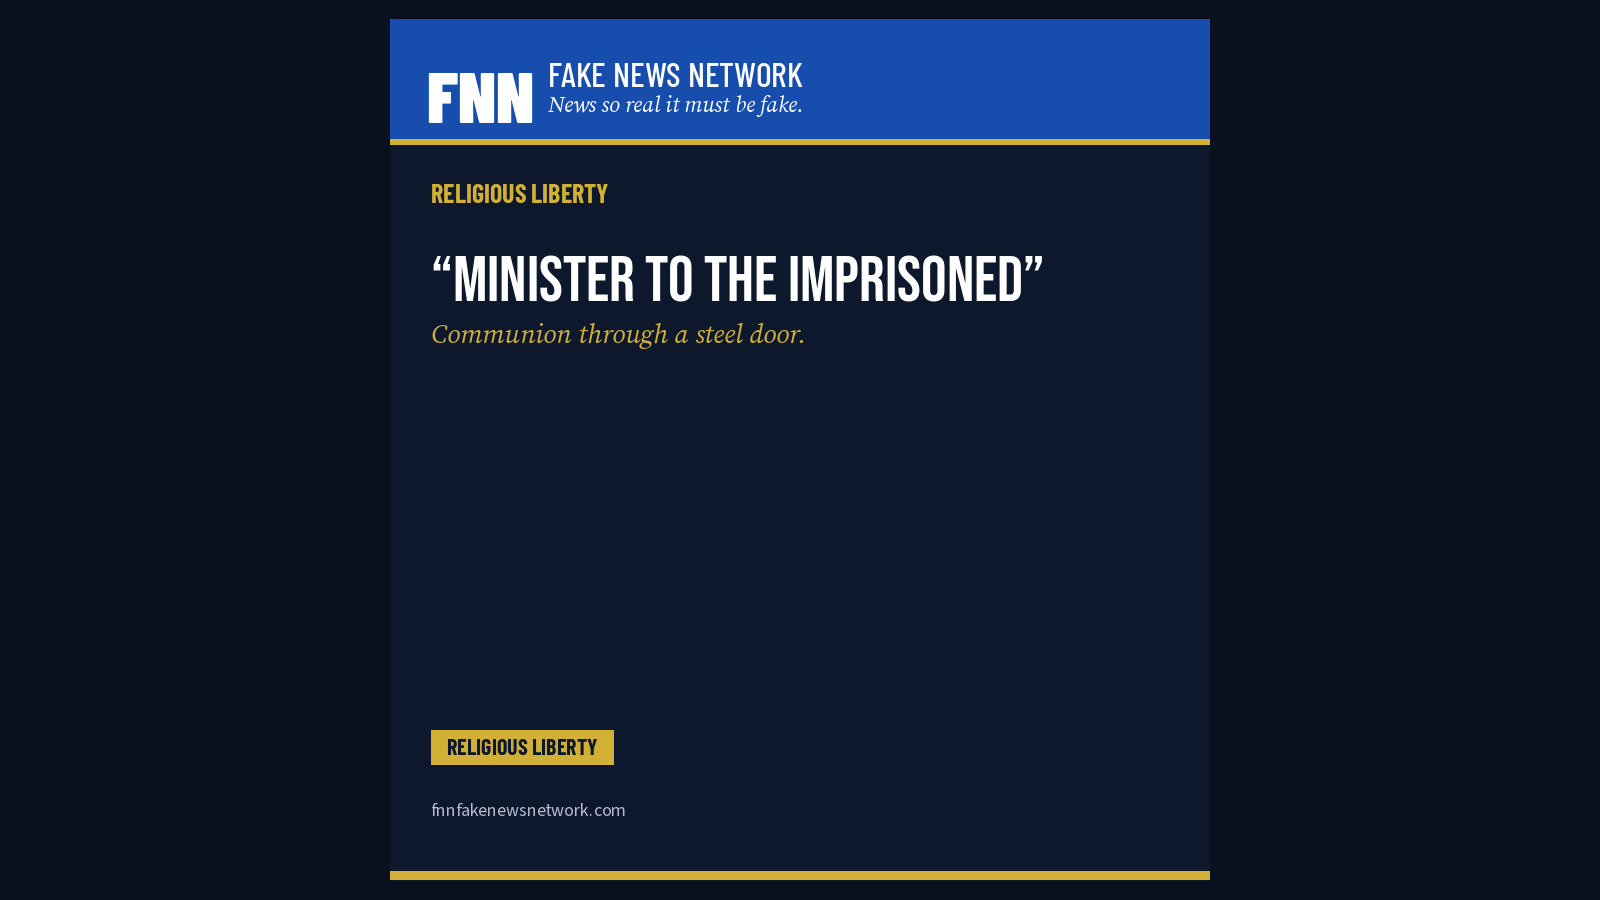 FNN
FAKE NEWS NETWORK
News so real it must be fake.
RELIGIOUS LIBERTY
“MINISTER TO THE IMPRISONED”
Communion through a steel door.
RELIGIOUS LIBERTY
fnnfakenewsnetwork.com